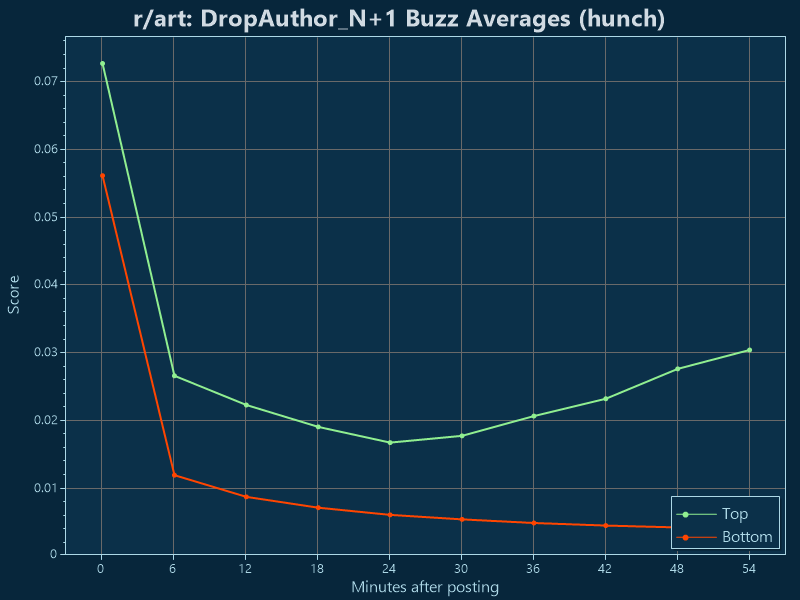 r/art: DropAuthor_N+1 Buzz Averages (hunch)
0.07
0.06
0.05
0.04
0.03
0.02
0.01
0
Score
0 6 12 18 24 30 36 42 48 54
Minutes after posting
Top
Bottom